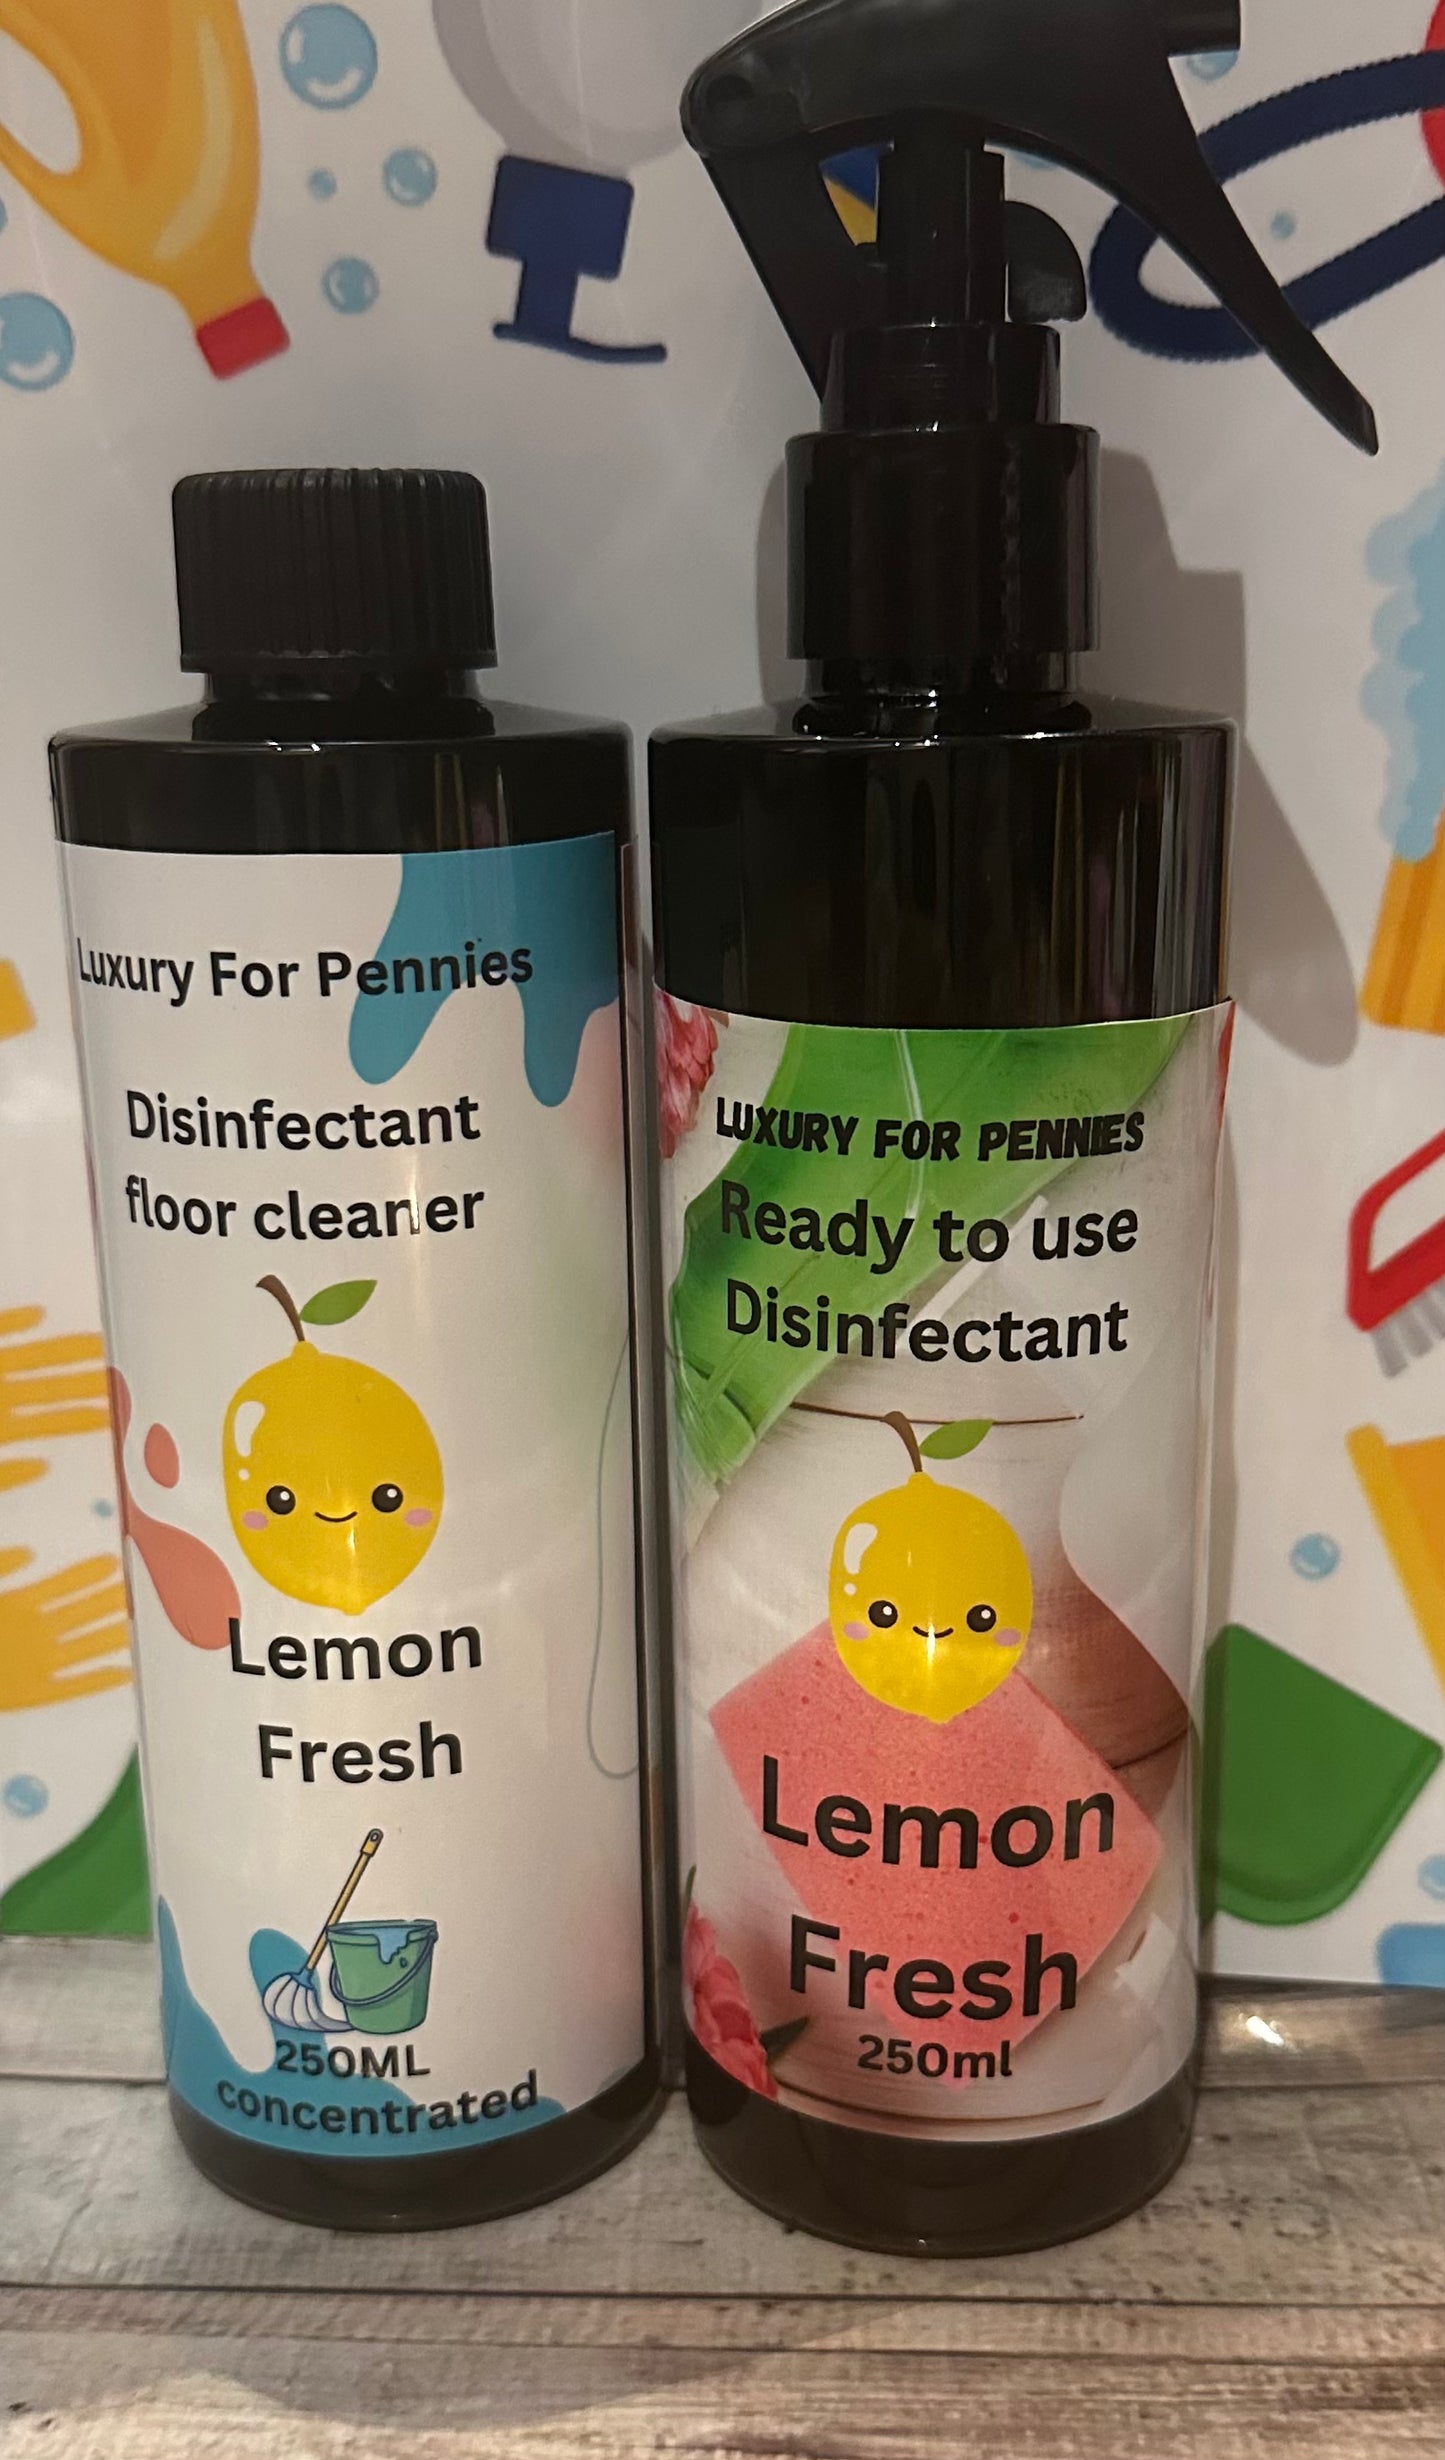 Luxury For Pennies
Disinfectant
floor cleaner
Lemon
Fresh
250ML
concentrated
LUXURY FOR PENNIES
Ready to use
Disinfectant
Lemon
Fresh
250ml